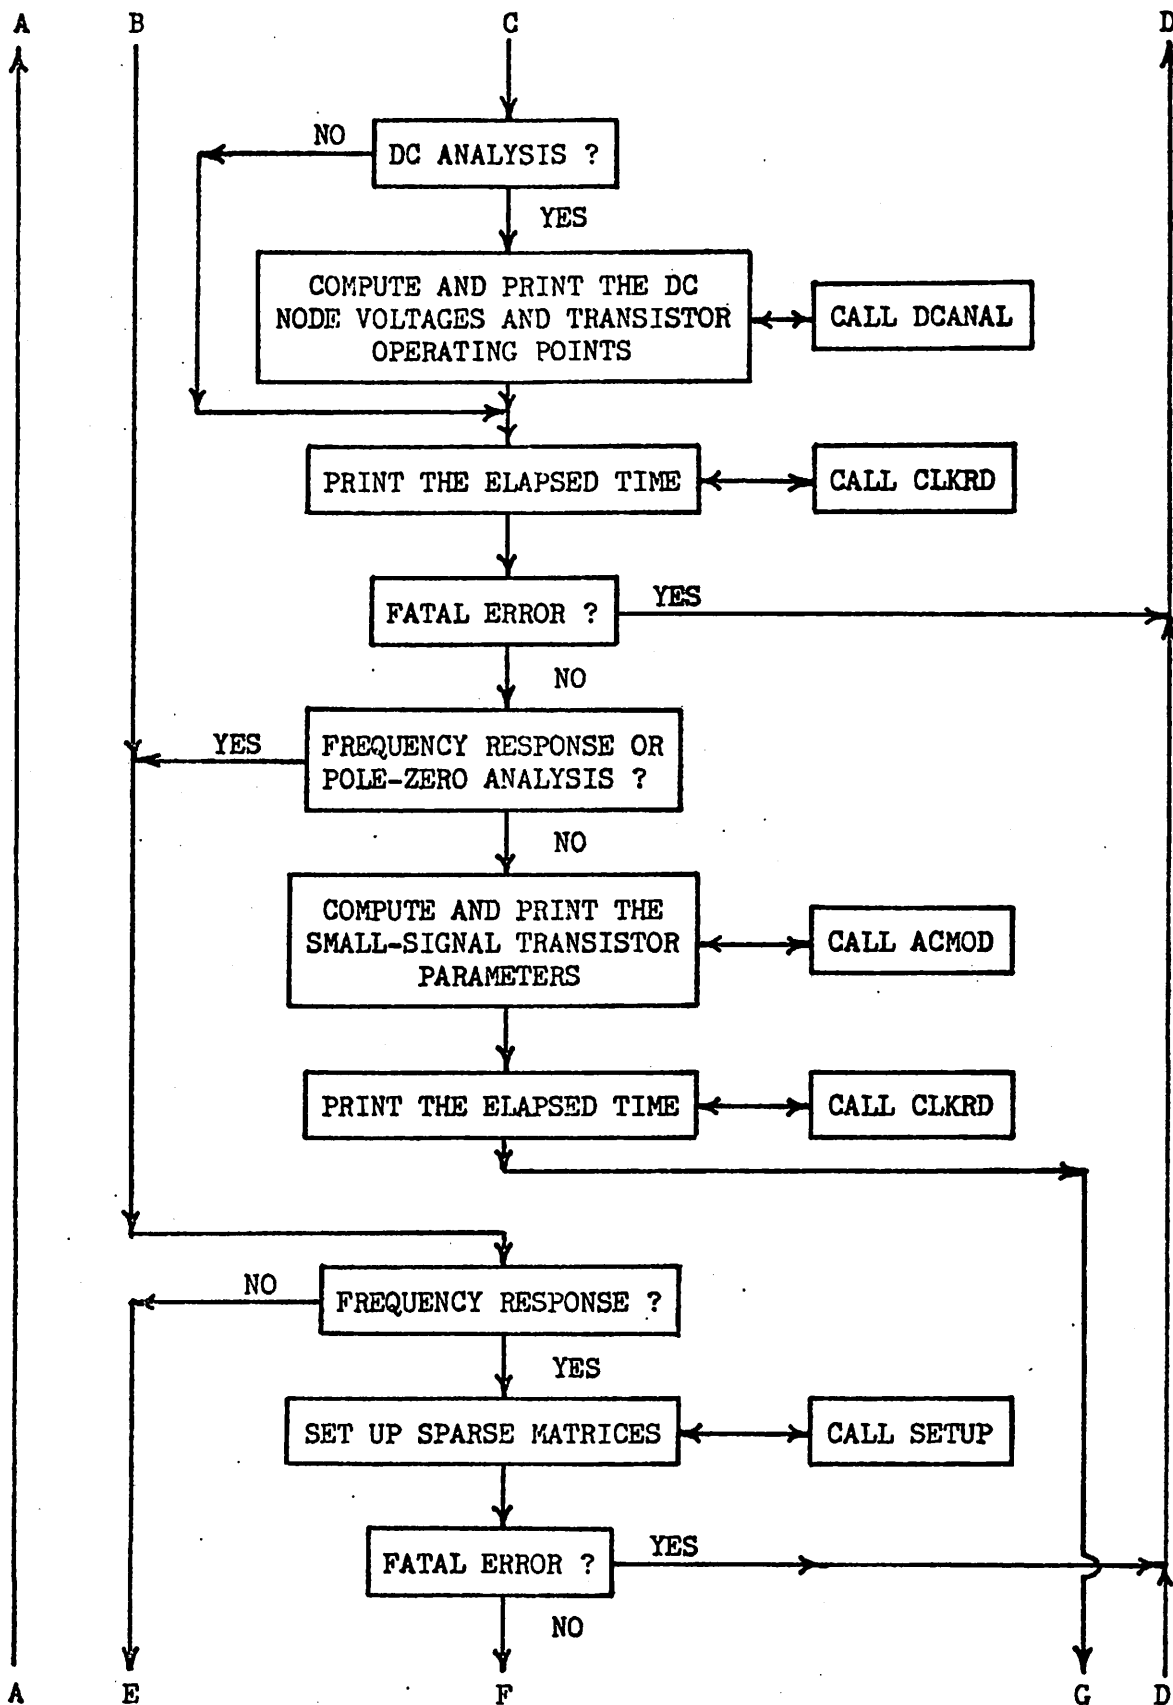 A B C D
NO
DC ANALYSIS ?
YES
COMPUTE AND PRINT THE DC
NODE VOLTAGES AND TRANSISTOR
OPERATING POINTS
CALL DCANAL
PRINT THE ELAPSED TIME
CALL CLKRD
FATAL ERROR ?
YES
NO
YES
FREQUENCY RESPONSE OR
POLE-ZERO ANALYSIS ?
NO
COMPUTE AND PRINT THE
SMALL-SIGNAL TRANSISTOR
PARAMETERS
CALL ACMOD
PRINT THE ELAPSED TIME
CALL CLKRD
NO
FREQUENCY RESPONSE ?
YES
SET UP SPARSE MATRICES
CALL SETUP
FATAL ERROR ?
YES
NO
A E F G D